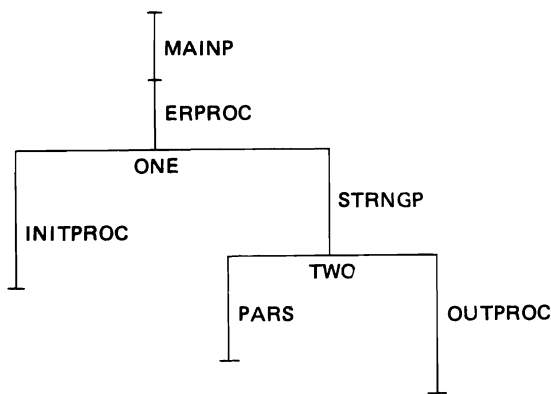 MAINP
ERPROC
ONE
STRNGP
INITPROC
TWO
PARS
OUTPROC